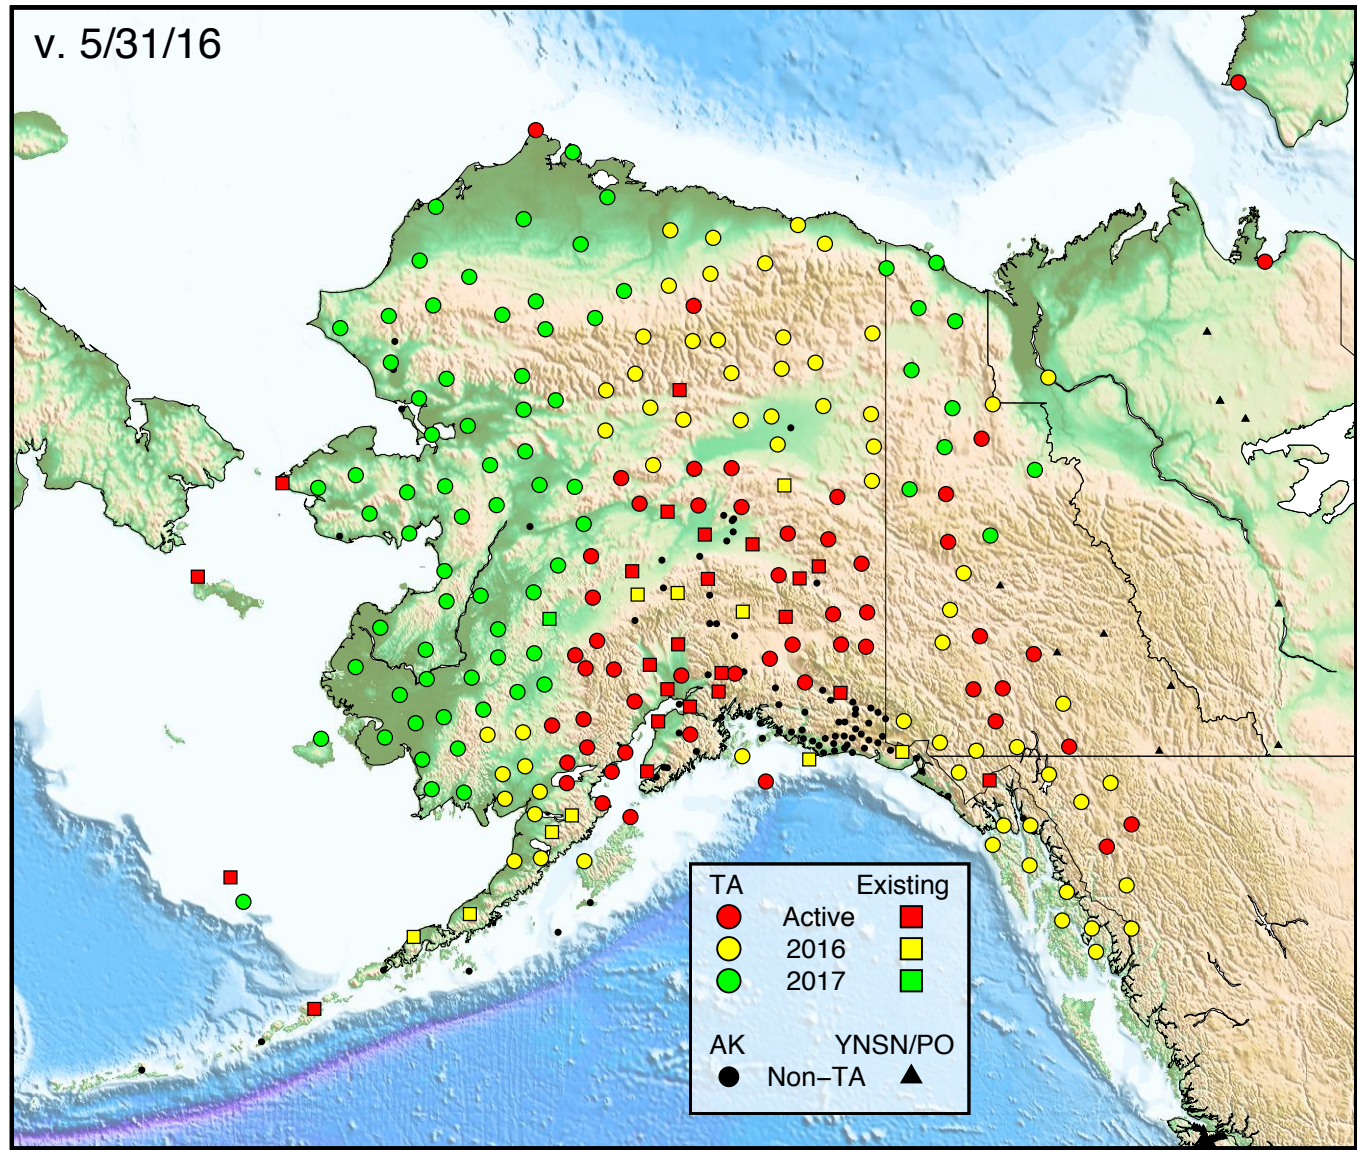 v. 5/31/16
TA Existing
Active
2016
2017
AK YNSN/PO
Non−TA